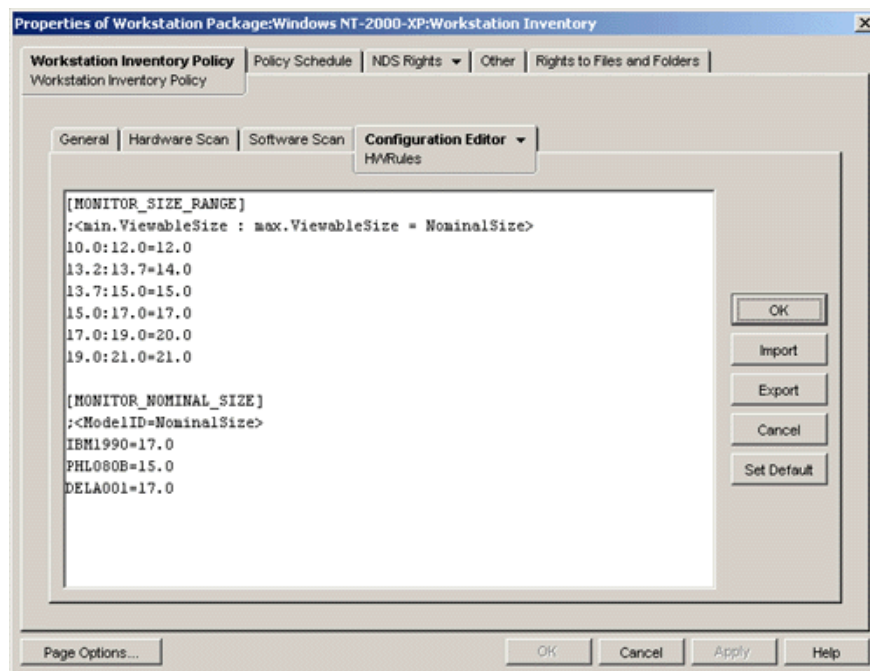 Properties of Workstation Package:Windows NT-2000-XP:Workstation Inventory
Workstation Inventory Policy Policy Schedule NDS Rights Other Rights to Files and Folders
Workstation Inventory Policy
General Hardware Scan Software Scan Configuration Editor
HWRules
[MONITOR_SIZE_RANGE]
;<min.ViewableSize : max.ViewableSize = NominalSize>
10.0:12.0=12.0
13.2:13.7=14.0
13.7:15.0=15.0
15.0:17.0=17.0
17.0:19.0=20.0
19.0:21.0=21.0
[MONITOR_NOMINAL_SIZE]
;<ModelID=NominalSize>
IBM1990=17.0
PHL080B=15.0
DELA001=17.0
OK
Import
Export
Cancel
Set Default
Page Options... OK Cancel Apply Help